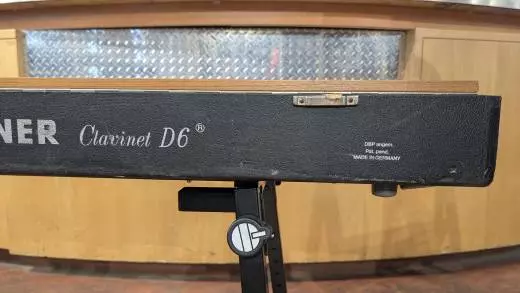 NER Clavinet D6®
DBP angem.
Pat. pend.
MADE IN GERMANY